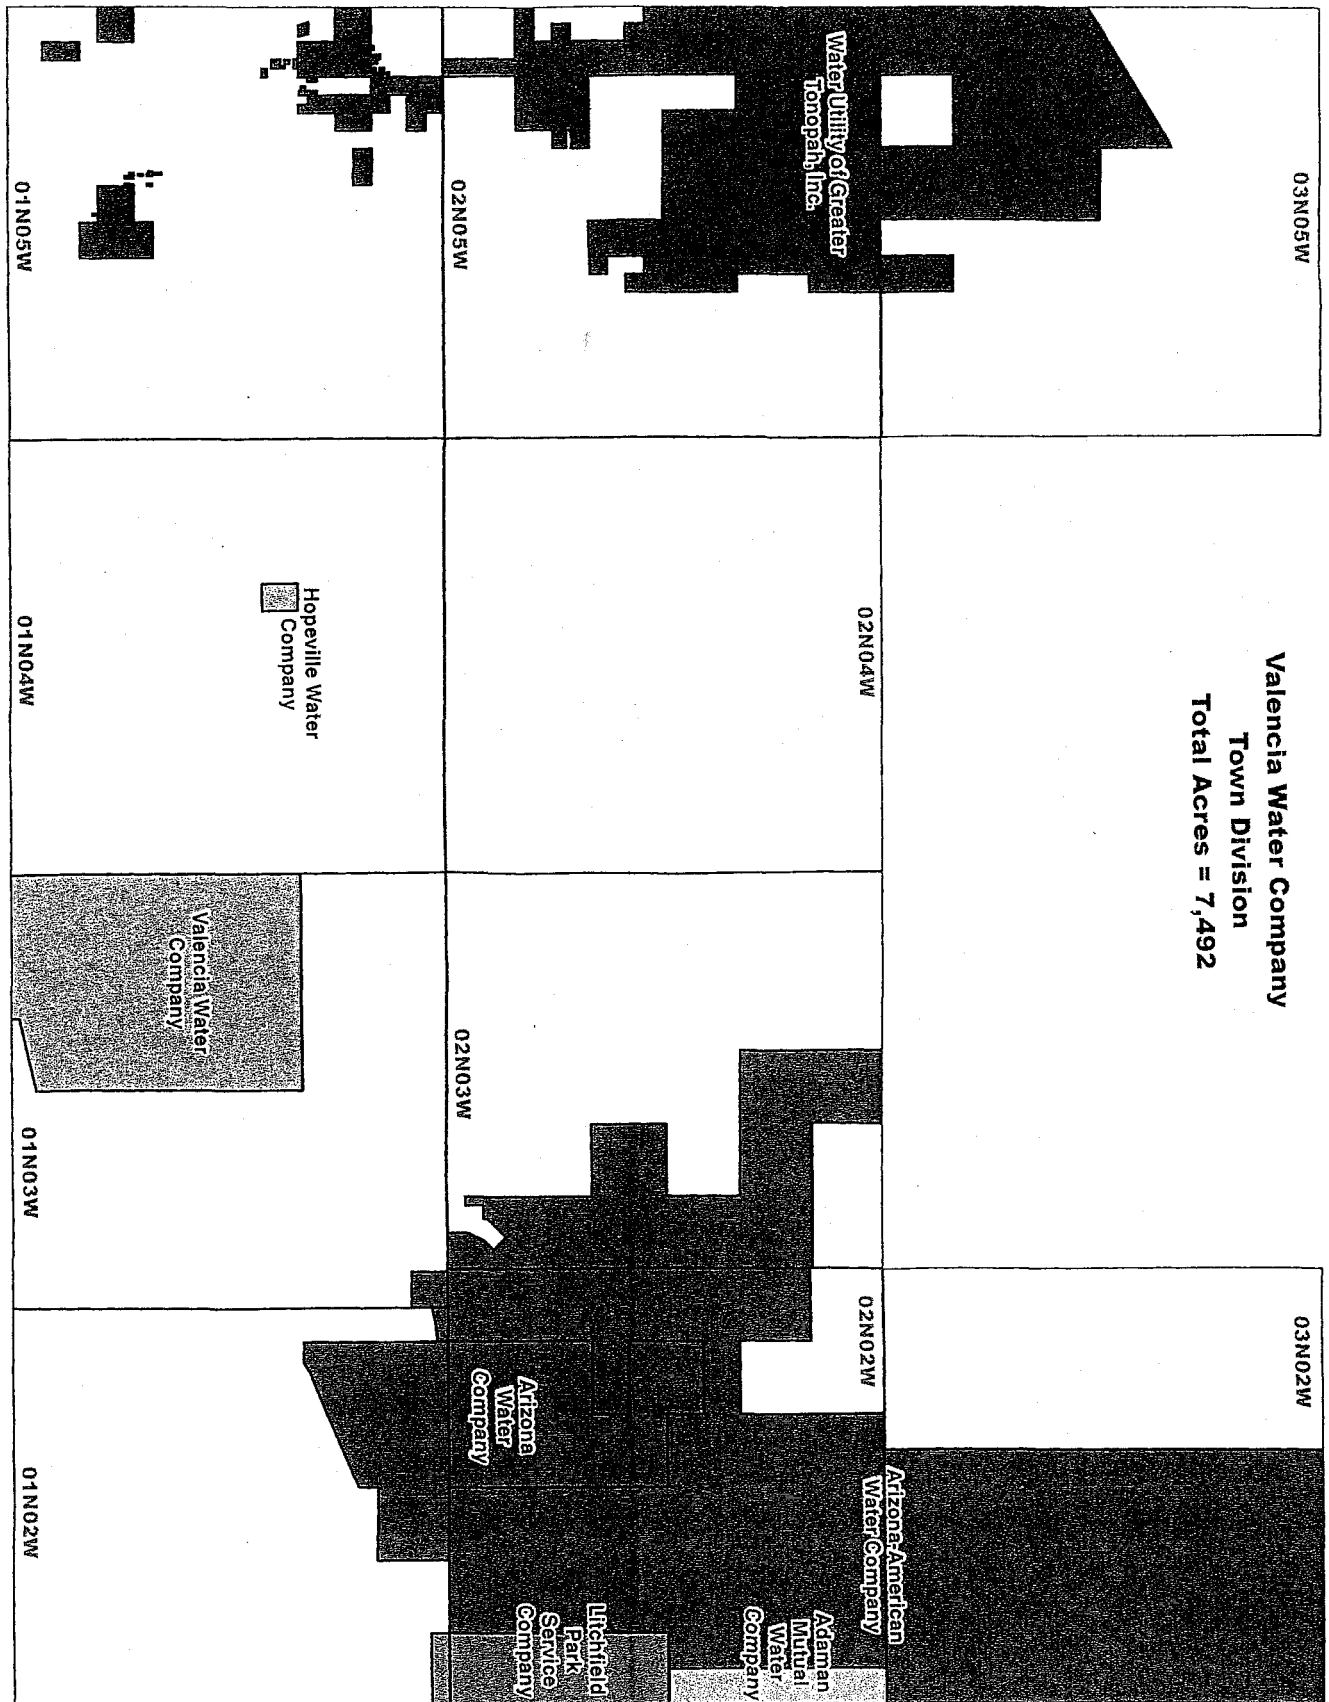 Valencia Water Company
Town Division
Total Acres = 7,492
03N05W
03N02W
Water Utility of Greater
Tonopah, Inc.
02N05W
02N04W
02N03W
02N02W
Arizona-American
Water Company
Adaman
Mutual
Water
Company
Arizona
Water
Company
Litchfield
Park
Service
Company
Hopeville Water
Company
Valencia Water
Company
01N05W
01N04W
01N03W
01N02W